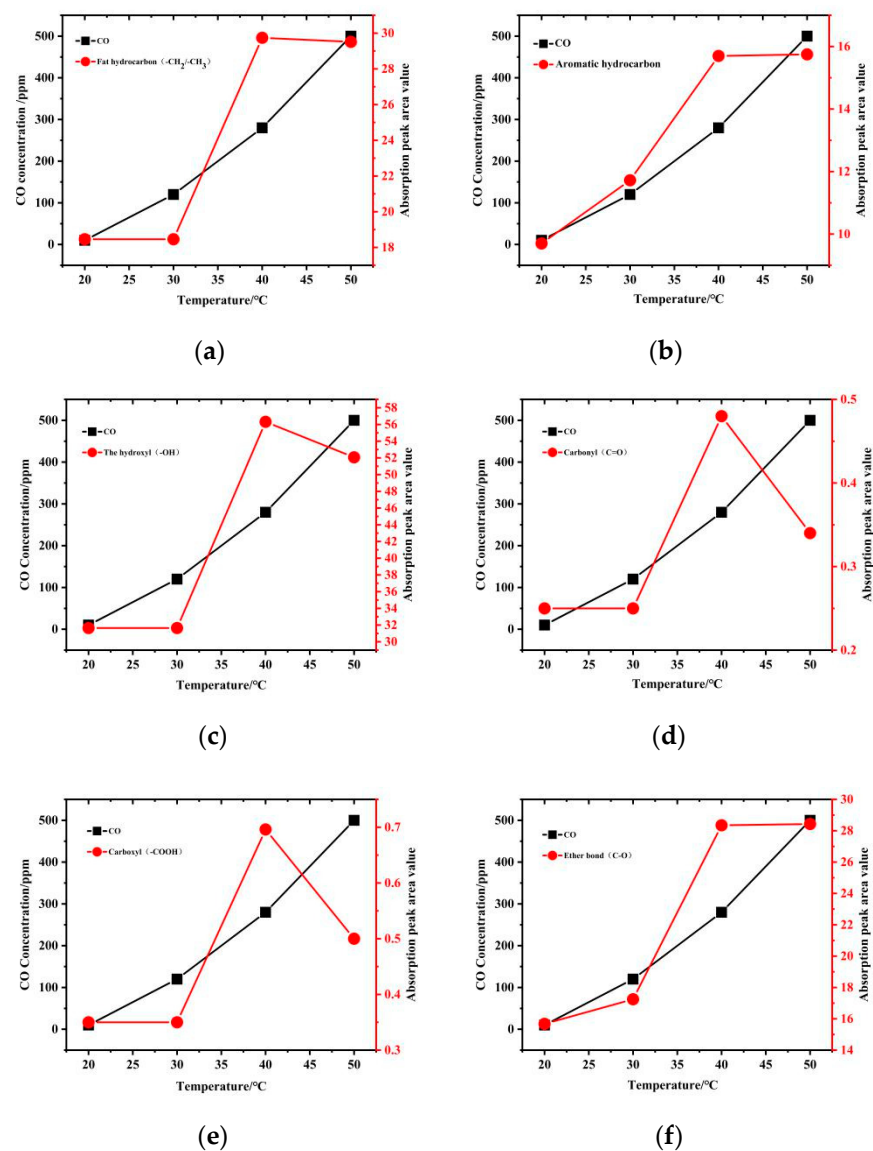 500
400
300
200
100
0
CO concentration /ppm
CO
Fat hydrocarbon（-CH2/-CH3）
30
28
26
24
22
20
18
Absorption peak area value
20 25 30 35 40 45 50
Temperature/°C
(a)
500
400
300
200
100
0
CO Concentration/ppm
CO
Aromatic hydrocarbon
16
14
12
10
Absorption peak area value
20 25 30 35 40 45 50
Temperature/°C
(b)
500
400
300
200
100
0
CO Concentration/ppm
CO
The hydroxyl（-OH）
58
56
54
52
50
48
46
44
42
40
38
36
34
32
30
Absorption peak area value
20 25 30 35 40 45 50
Temperature/°C
(c)
500
400
300
200
100
0
CO Concentration/ppm
CO
Carbonyl（C=O）
0.5
0.4
0.3
0.2
Absorption peak area value
20 25 30 35 40 45 50
Temperature/°C
(d)
500
400
300
200
100
0
CO Concentration/ppm
CO
Carboxyl（-COOH）
0.7
0.6
0.5
0.4
0.3
Absorption peak area value
20 25 30 35 40 45 50
Temperature/°C
(e)
500
400
300
200
100
0
CO Concentration/ppm
CO
Ether bond（C-O）
30
28
26
24
22
20
18
16
14
Absorption peak area value
20 25 30 35 40 45 50
Temperature/°C
(f)